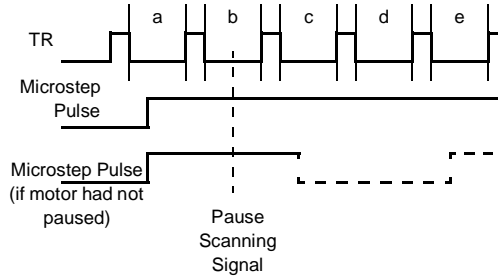 a b c d e
TR
Microstep
Pulse
Microstep Pulse
(if motor had not
paused)
Pause
Scanning
Signal